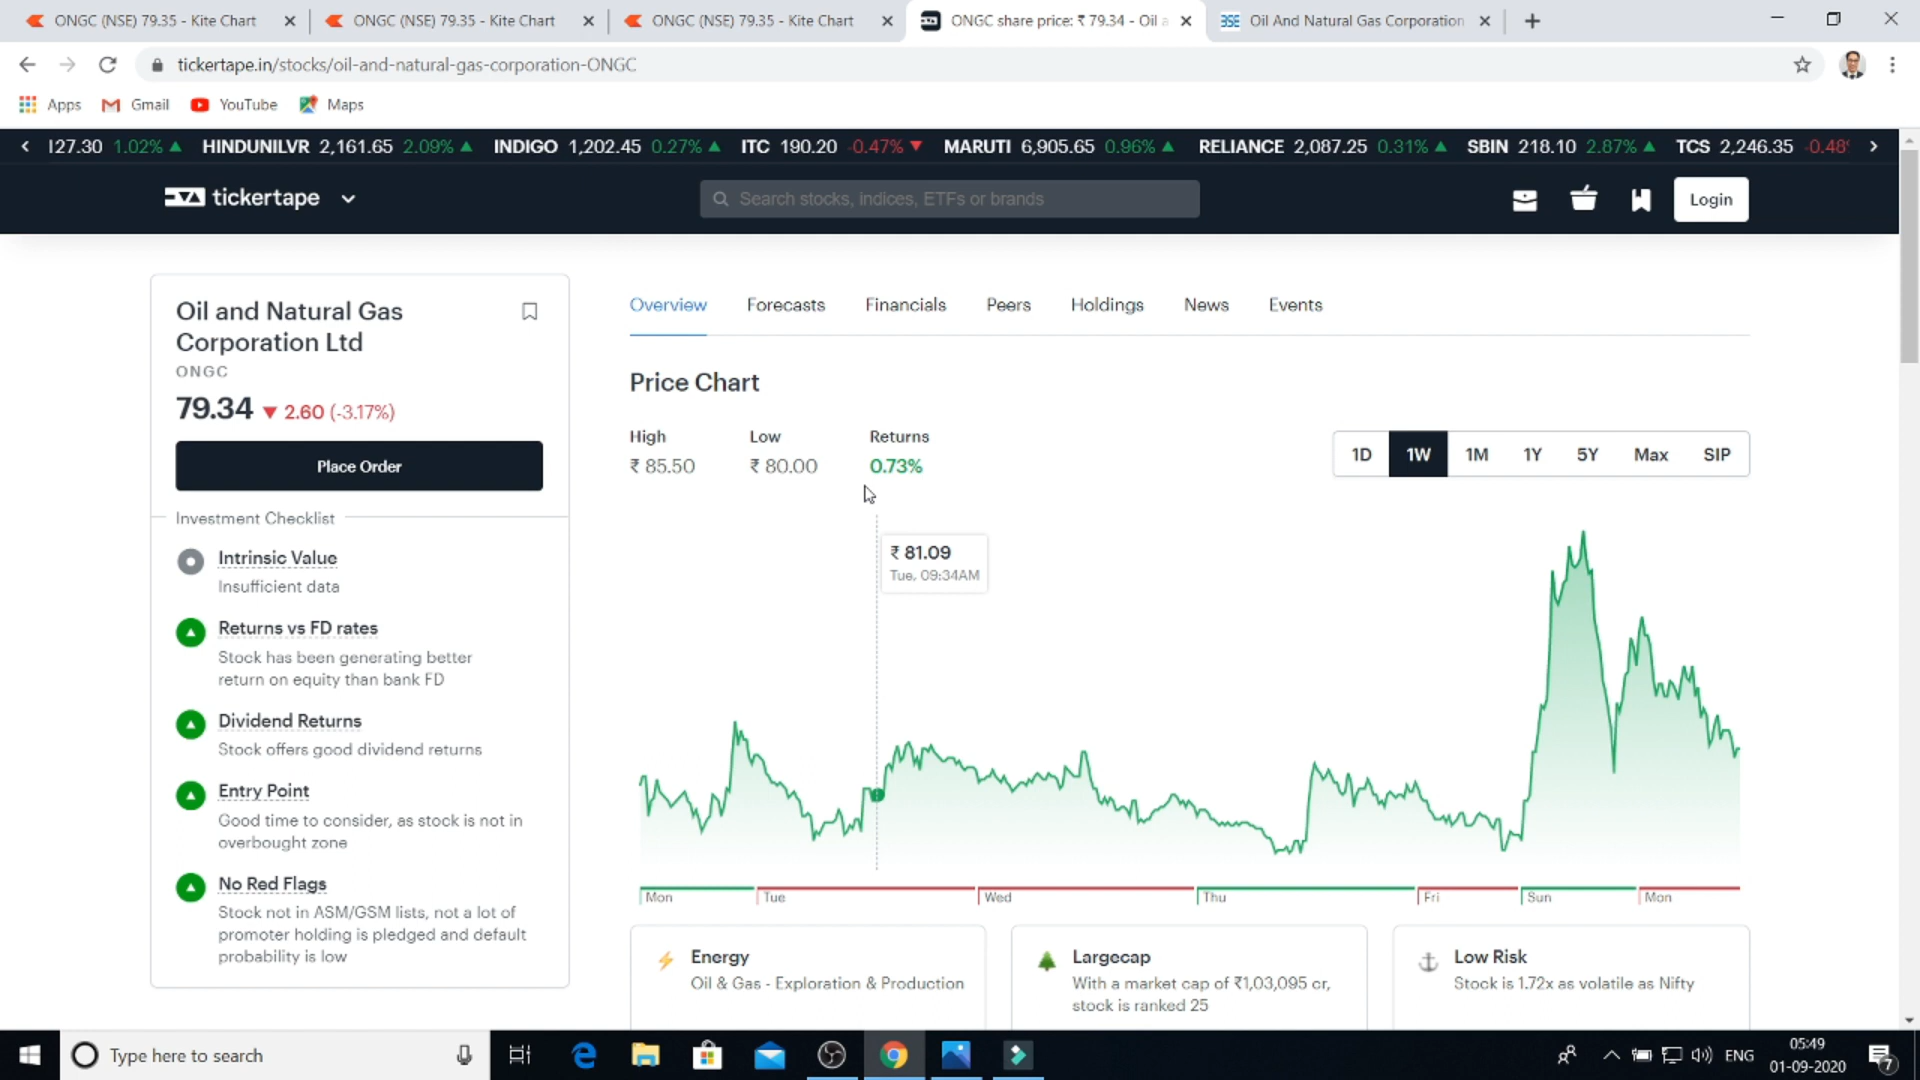 ONGC (NSE) 79.35 - Kite Chart
ONGC (NSE) 79.35 - Kite Chart
ONGC (NSE) 79.35 - Kite Chart
ONGC share price: ₹ 79.34 - Oil a
BSE Oil And Natural Gas Corporation
tickertape.in/stocks/oil-and-natural-gas-corporation-ONGC
Apps Gmail YouTube Maps
127.30 1.02% ▲ HINDUNILVR 2,161.65 2.09% ▲ INDIGO 1,202.45 0.27% ▲ ITC 190.20 -0.47% ▼ MARUTI 6,905.65 0.96% ▲ RELIANCE 2,087.25 0.31% ▲ SBIN 218.10 2.87% ▲ TCS 2,246.35 -0.48
tickertape
Search stocks, indices, ETFs or brands
Login
Oil and Natural Gas
Corporation Ltd
ONGC
79.34 ▼ 2.60 (-3.17%)
Place Order
Investment Checklist
Intrinsic Value
Insufficient data
Returns vs FD rates
Stock has been generating better
return on equity than bank FD
Dividend Returns
Stock offers good dividend returns
Entry Point
Good time to consider, as stock is not in
overbought zone
No Red Flags
Stock not in ASM/GSM lists, not a lot of
promoter holding is pledged and default
probability is low
Overview Forecasts Financials Peers Holdings News Events
Price Chart
High Low Returns
₹ 85.50 ₹ 80.00 0.73%
1D 1W 1M 1Y 5Y Max SIP
₹ 81.09
Tue, 09:34AM
Mon Tue Wed Thu Fri Sun Mon
Energy
Oil & Gas - Exploration & Production
Largecap
With a market cap of ₹1,03,095 cr,
stock is ranked 25
Low Risk
Stock is 1.72x as volatile as Nifty
Type here to search
ENG
05:49
01-09-2020
7